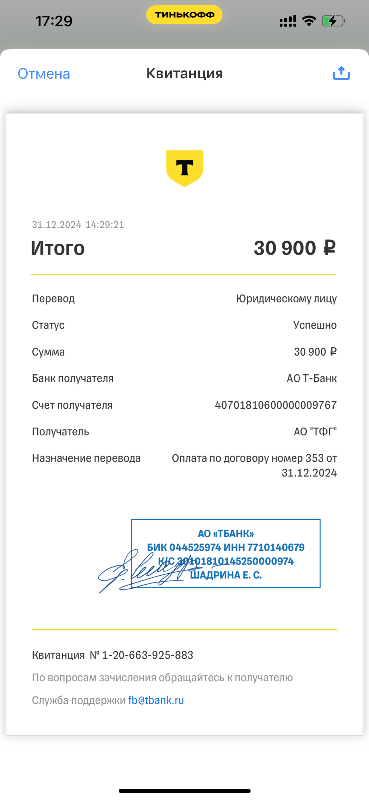 17:29
ТИНЬКОФФ
Отмена
Квитанция
Т
31.12.2024 14:29:21
Итого 30 900 ₽
Перевод Юридическому лицу
Статус Успешно
Сумма 30 900 ₽
Банк получателя АО Т-Банк
Счет получателя 40701810600000009767
Получатель АО "ТФГ"
Назначение перевода Оплата по договору номер 353 от
31.12.2024
АО «ТБАНК»
БИК 044525974 ИНН 7710140679
К/С 30101810145250000974
ШАДРИНА Е. С.
Квитанция № 1-20-663-925-883
По вопросам зачисления обращайтесь к получателю
Служба поддержки fb@tbank.ru